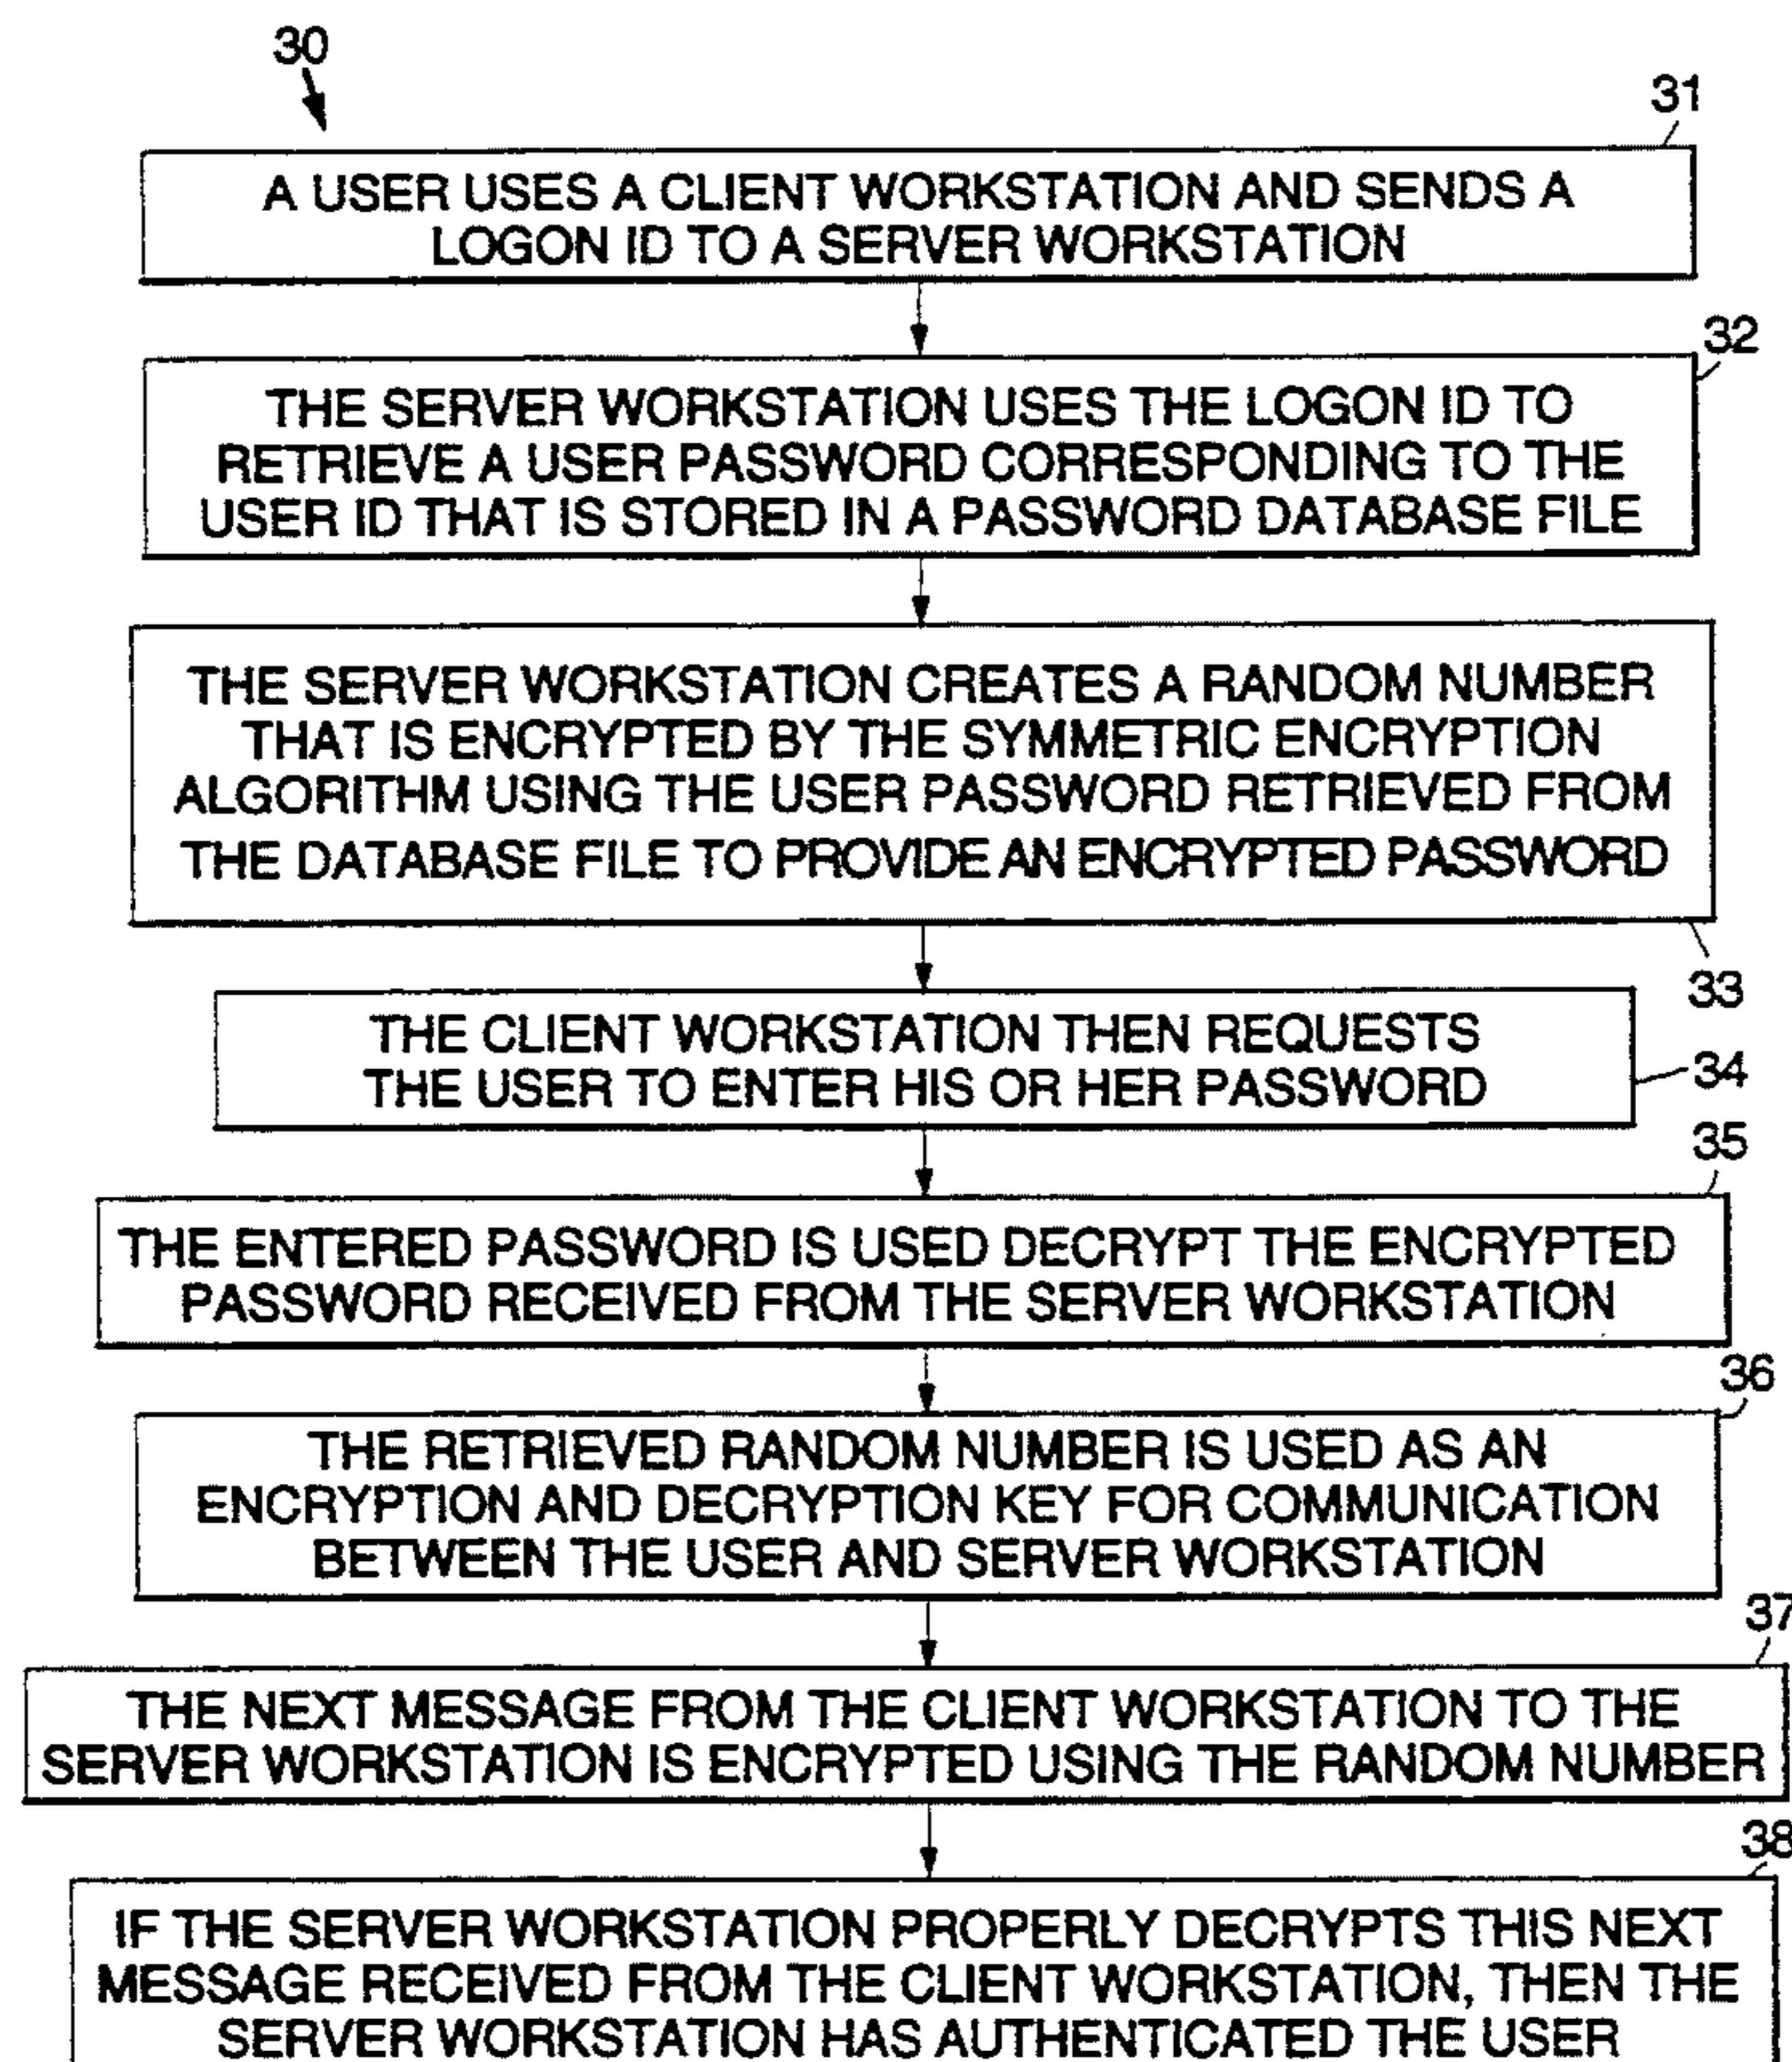 30
31
A USER USES A CLIENT WORKSTATION AND SENDS A
LOGON ID TO A SERVER WORKSTATION
32
THE SERVER WORKSTATION USES THE LOGON ID TO
RETRIEVE A USER PASSWORD CORRESPONDING TO THE
USER ID THAT IS STORED IN A PASSWORD DATABASE FILE
THE SERVER WORKSTATION CREATES A RANDOM NUMBER
THAT IS ENCRYPTED BY THE SYMMETRIC ENCRYPTION
ALGORITHM USING THE USER PASSWORD RETRIEVED FROM
THE DATABASE FILE TO PROVIDE AN ENCRYPTED PASSWORD
33
THE CLIENT WORKSTATION THEN REQUESTS
THE USER TO ENTER HIS OR HER PASSWORD
34
35
THE ENTERED PASSWORD IS USED DECRYPT THE ENCRYPTED
PASSWORD RECEIVED FROM THE SERVER WORKSTATION
36
THE RETRIEVED RANDOM NUMBER IS USED AS AN
ENCRYPTION AND DECRYPTION KEY FOR COMMUNICATION
BETWEEN THE USER AND SERVER WORKSTATION
37
THE NEXT MESSAGE FROM THE CLIENT WORKSTATION TO THE
SERVER WORKSTATION IS ENCRYPTED USING THE RANDOM NUMBER
38
IF THE SERVER WORKSTATION PROPERLY DECRYPTS THIS NEXT
MESSAGE RECEIVED FROM THE CLIENT WORKSTATION, THEN THE
SERVER WORKSTATION HAS AUTHENTICATED THE USER